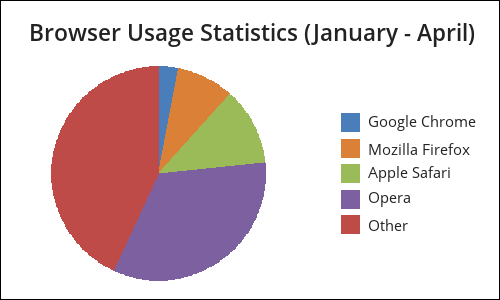 Browser Usage Statistics (January - April)
Google Chrome
Mozilla Firefox
Apple Safari
Opera
Other